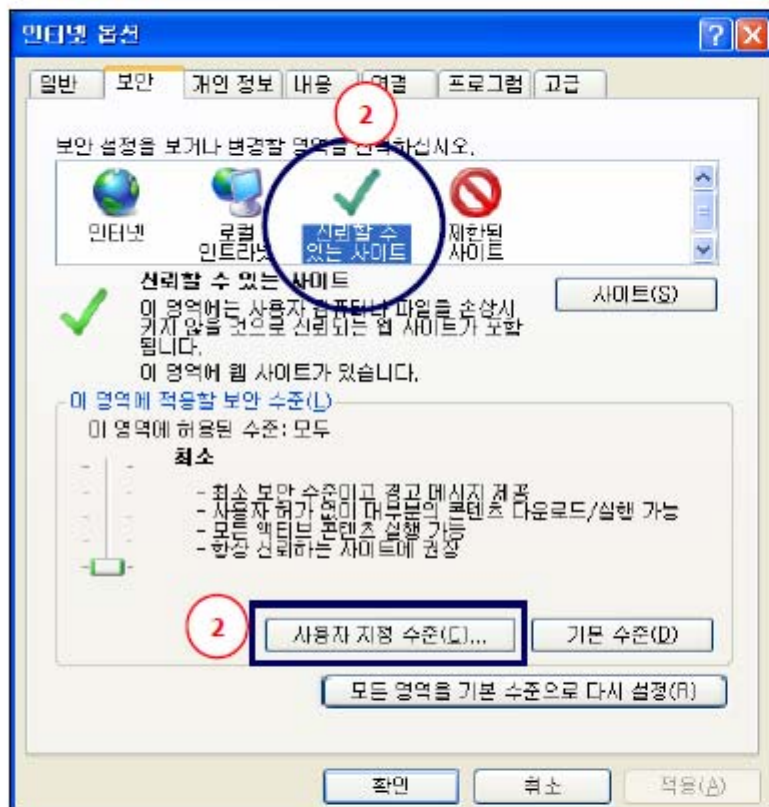 인터넷 옵션
일반 보안 개인 정보 내용 연결 프로그램 고급
2
보안 설정을 보거나 변경할 영역을 선택하십시오.
인터넷 로컬 인트라넷 신뢰할 수 있는 사이트 제한된 사이트
신뢰할 수 있는 사이트
사이트(S)
이 영역에는 사용자 컴퓨터나 파일을 손상시
키지 않을 것으로 신뢰되는 웹 사이트가 포함
됩니다.
이 영역에 웹 사이트가 있습니다.
이 영역에 적용할 보안 수준(L)
이 영역에 허용된 수준: 모두
최소
- 최소 보안 수준이고 경고 메시지 제공
- 사용자 허가 없이 대부분의 콘텐츠 다운로드/실행 가능
- 모든 액티브 콘텐츠 실행 가능
- 항상 신뢰하는 사이트에 권장
2
사용자 지정 수준(C)... 기본 수준(D)
모든 영역을 기본 수준으로 다시 설정(R)
확인 취소 적용(A)